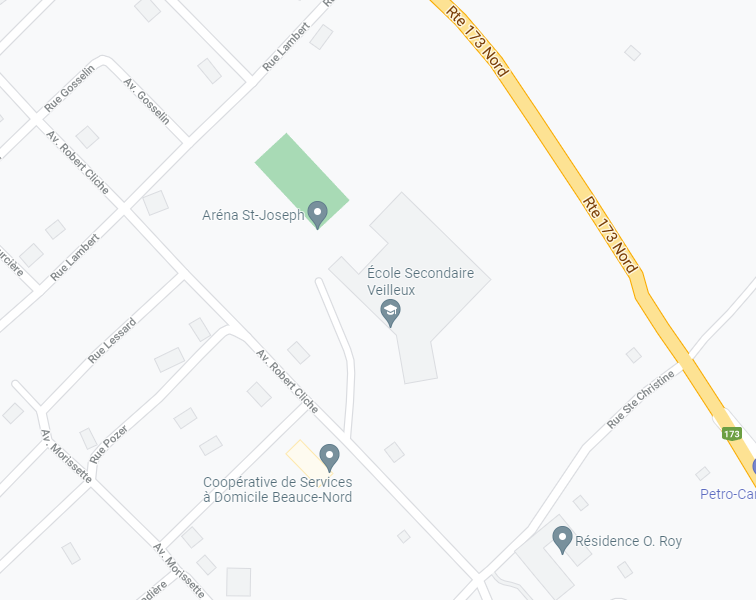 Rte 173 Nord
Rue Lambert
Rue Gosselin
Av. Gosselin
Av. Robert Cliche
Aréna St-Joseph
Rte 173 Nord
Rue Lambert
École Secondaire
Veilleux
Rue Lessard
Av. Robert Cliche
Rue Ste Christine
Rue Pozer
Av. Morissette
173
Coopérative de Services
à Domicile Beauce-Nord
Petro-Ca
Résidence O. Roy
Av. Morissette